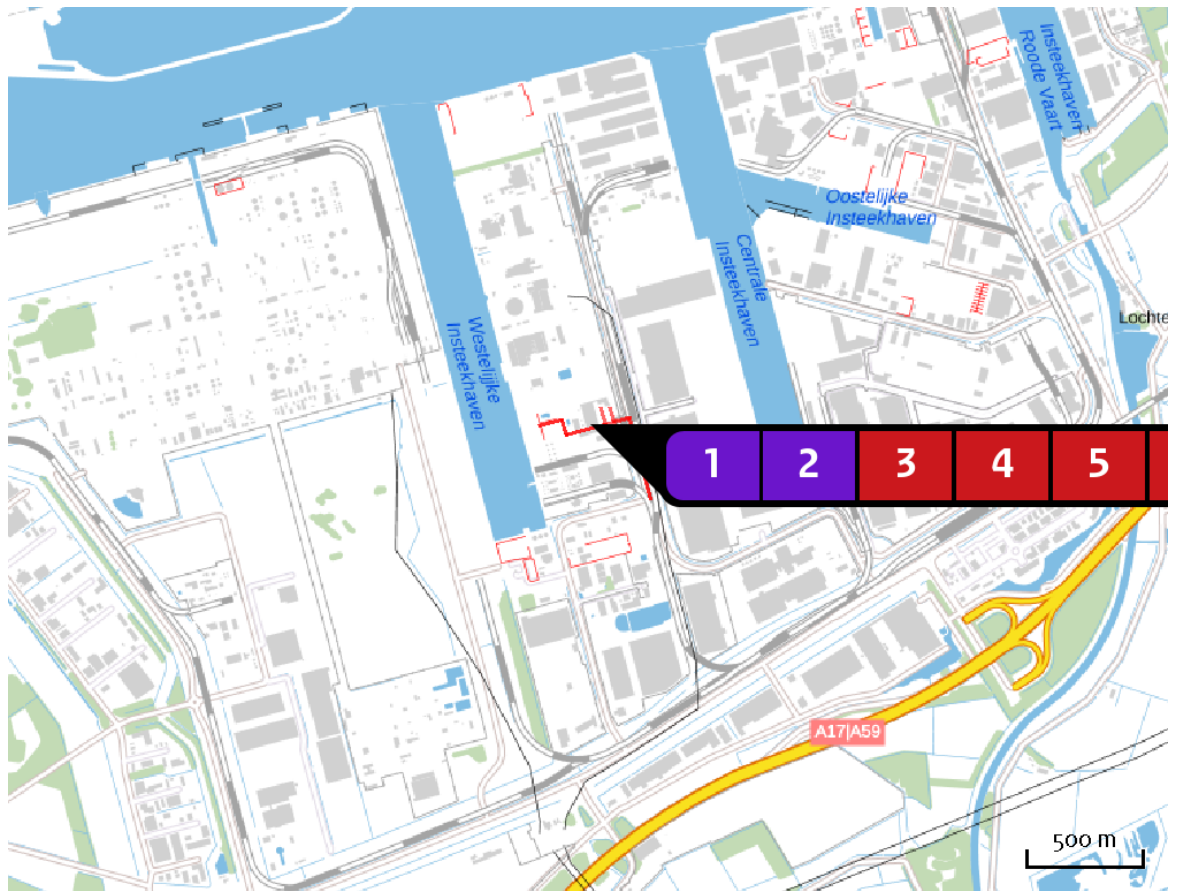 Insteekhaven
Roode Vaart
Oostelijke
Insteekhaven
Centrale
Insteekhaven
Westelijke
Insteekhaven
Lochte
1 2 3 4 5
A17|A59
500 m